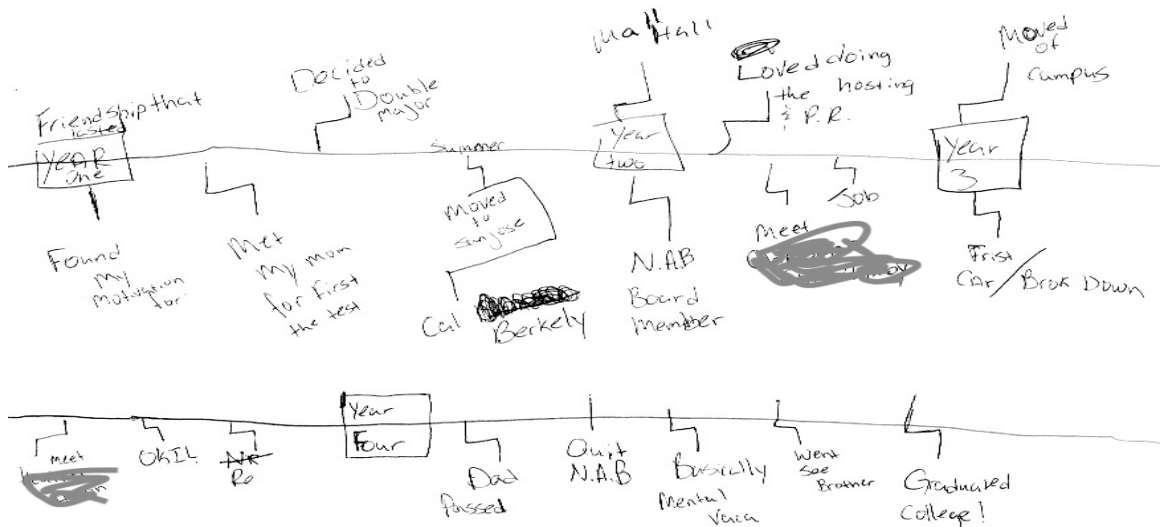 Friendship that
lasted
YEAR
one
Found
my
motivation
for
Met
my mom
for first
the test
Decided
to
Double
major
Summer
Moved
to
sanjose
Cal
Berkely
Mall Hall
Year
two
N.A.B
Board
Member
Loved doing
the hosting
& P.R.
Meet
Job
Moved
of
campus
Year
3
Frist
Car/Brok Down
meet
OKIL
Re
Year
Four
Dad
Passed
Quit
N.A.B
Basically
Mental
Went
See
Brother
Graduated
College!